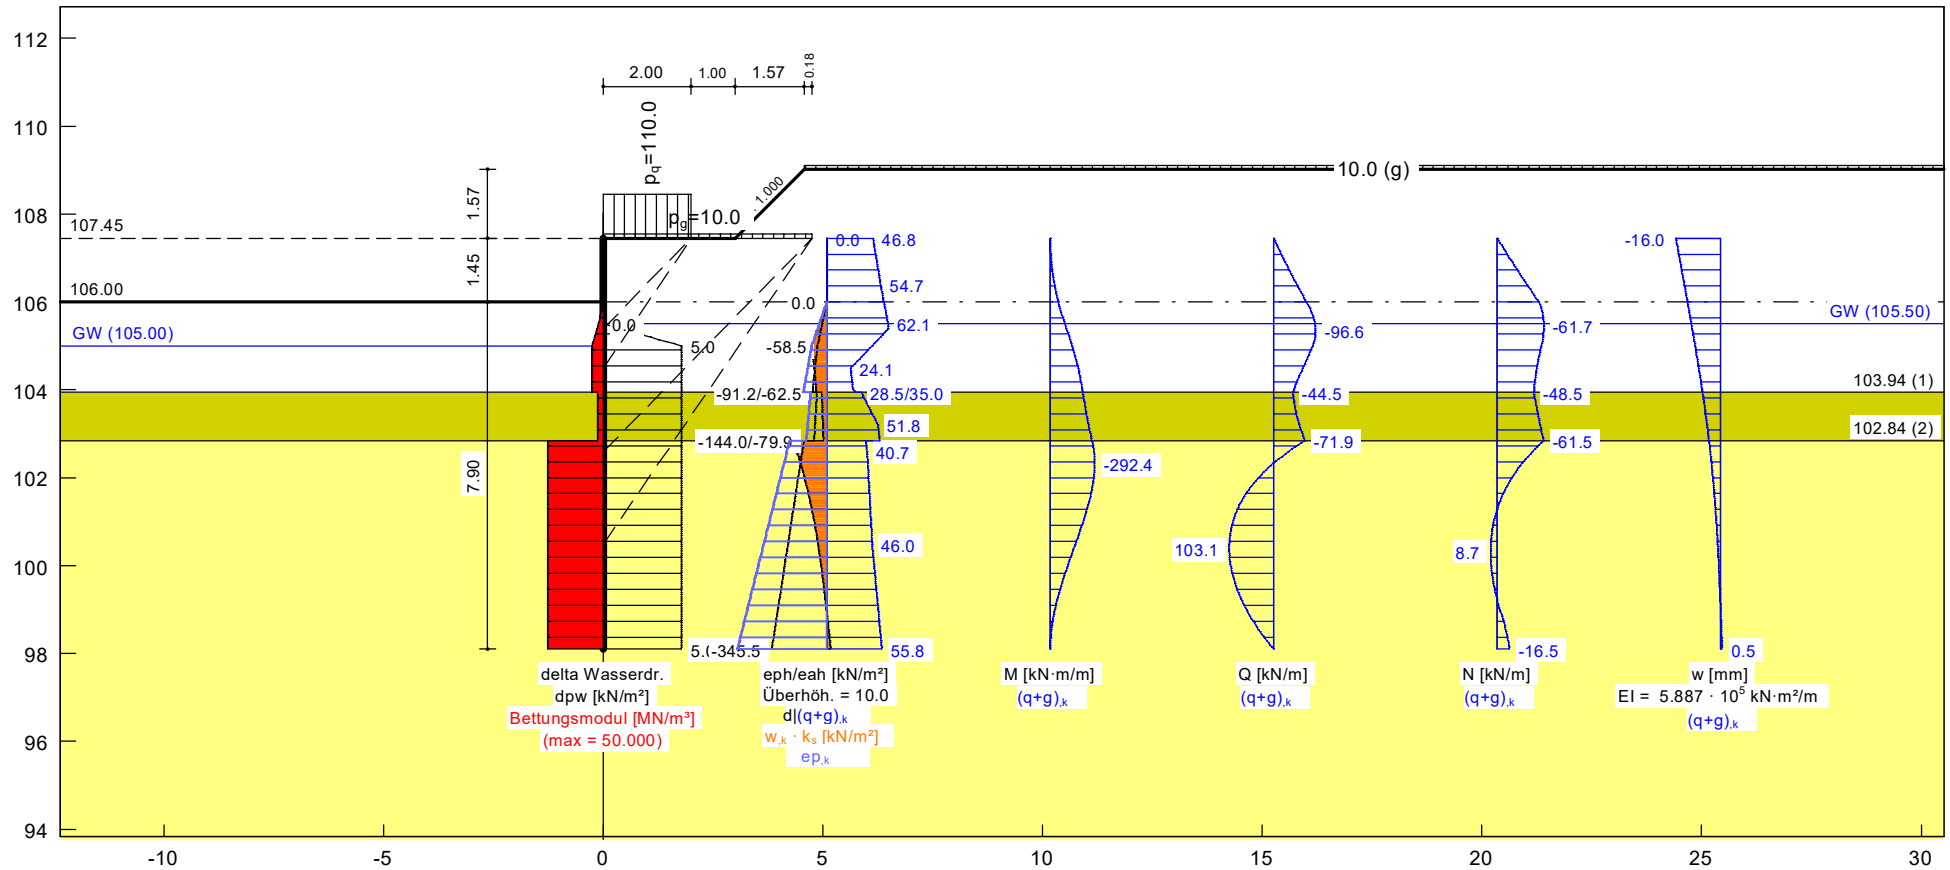 112
110
108
106
104
102
100
98
96
94
-10
-5
0
5
10
15
20
25
30
2.00
1.00
1.57
0.18
pq=110.0
pg=10.0
1.000
10.0 (g)
1.57
1.45
7.90
107.45
106.00
GW (105.00)
GW (105.50)
103.94 (1)
102.84 (2)
0.0
5.0
0.0
-58.5
-91.2/-62.5
-144.0/-79.9
-345.5
0.0
46.8
54.7
62.1
24.1
28.5/35.0
51.8
40.7
46.0
55.8
-292.4
-96.6
-44.5
-71.9
103.1
-61.7
-48.5
-61.5
8.7
-16.5
-16.0
0.5
delta Wasserdr.
dpw [kN/m²]
Bettungsmodul [MN/m³]
(max = 50.000)
eph/eah [kN/m²]
Überhöh. = 10.0
d|(q+g),k
w,k · ks [kN/m²]
ep,k
M [kN·m/m]
(q+g),k
Q [kN/m]
(q+g),k
N [kN/m]
(q+g),k
w [mm]
EI = 5.887 · 10⁵ kN·m²/m
(q+g),k